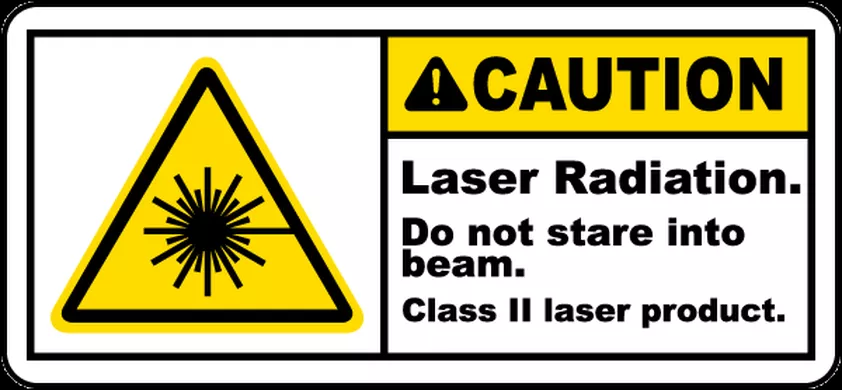 CAUTION
Laser Radiation.
Do not stare into
beam.
Class II laser product.